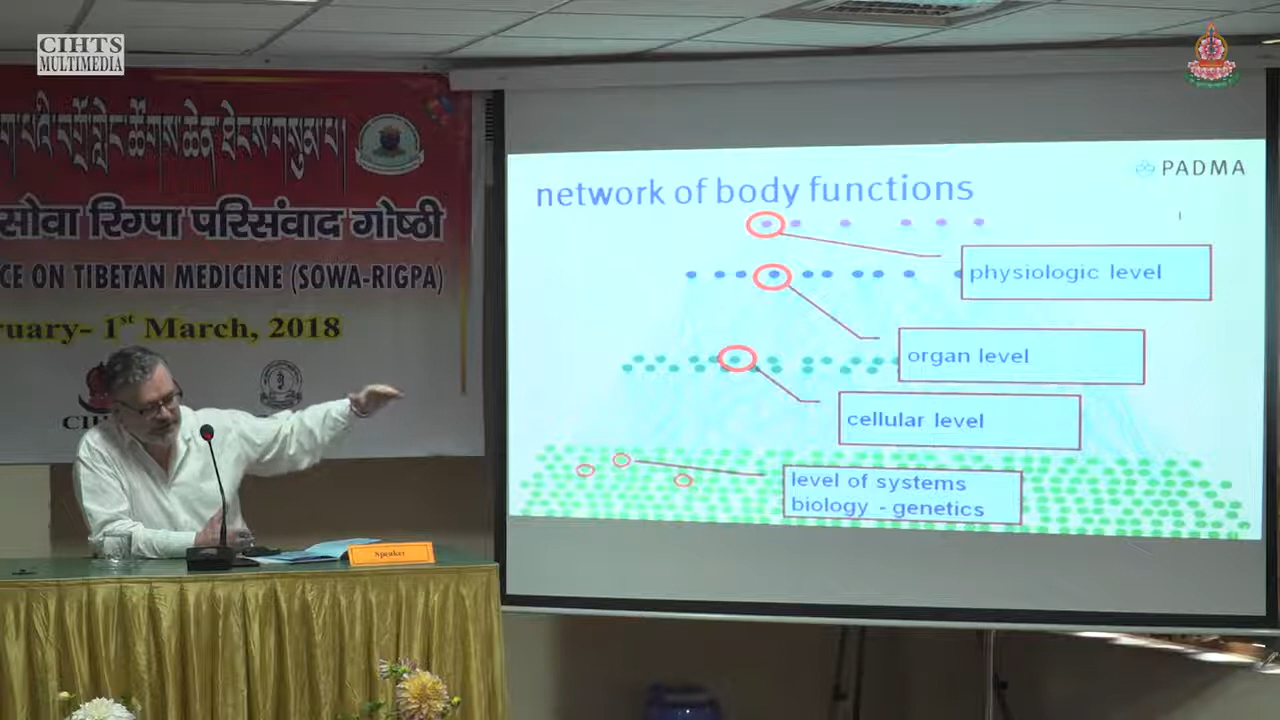 CIHTS
MULTIMEDIA
སོवा रिग्पा परिसंवाद गोष्ठी
CE ON TIBETAN MEDICINE (SOWA-RIGPA)
ruary- 1st March, 2018
Speaker
PADMA
network of body functions
physiologic level
organ level
cellular level
level of systems
biology - genetics